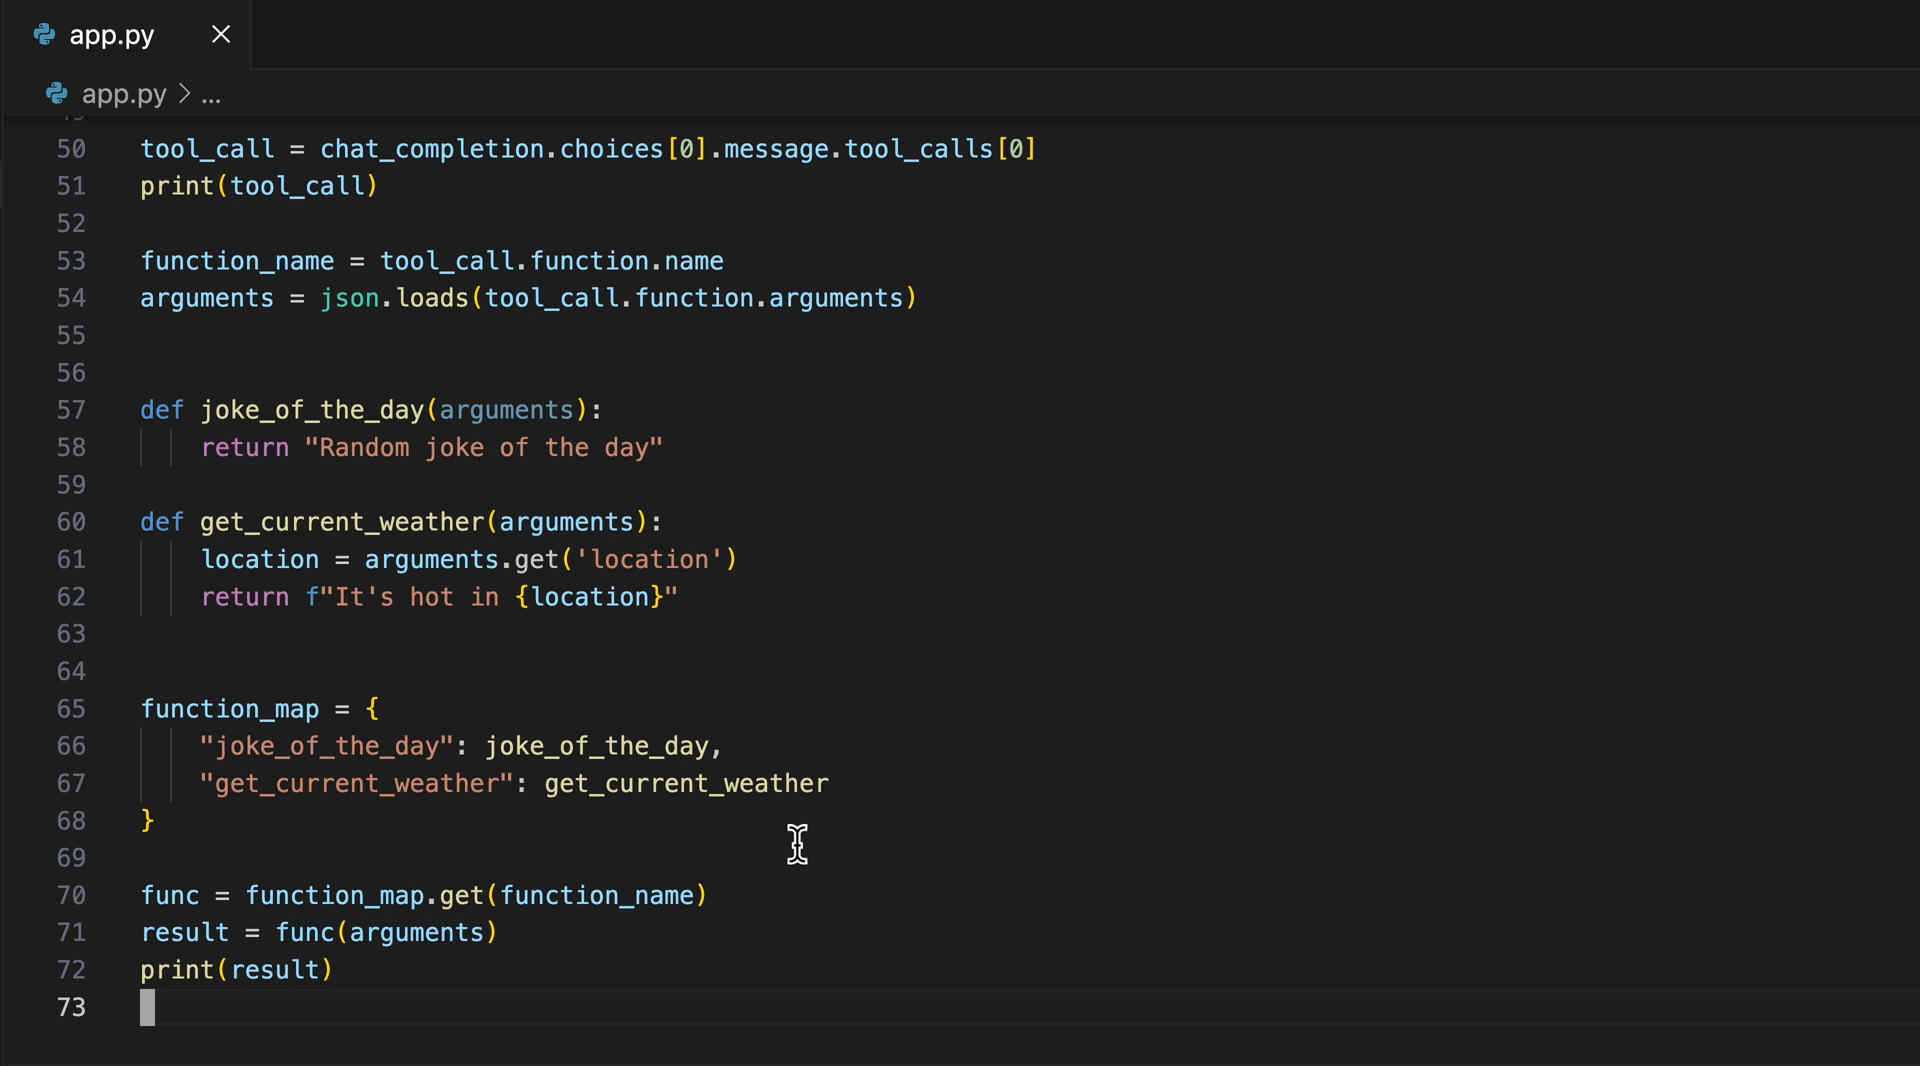 app.py
app.py > ...
50 tool_call = chat_completion.choices[0].message.tool_calls[0]
51 print(tool_call)
52
53 function_name = tool_call.function.name
54 arguments = json.loads(tool_call.function.arguments)
55
56
57 def joke_of_the_day(arguments):
58     return "Random joke of the day"
59
60 def get_current_weather(arguments):
61     location = arguments.get('location')
62     return f"It's hot in {location}"
63
64
65 function_map = {
66     "joke_of_the_day": joke_of_the_day,
67     "get_current_weather": get_current_weather
68 }
69
70 func = function_map.get(function_name)
71 result = func(arguments)
72 print(result)
73